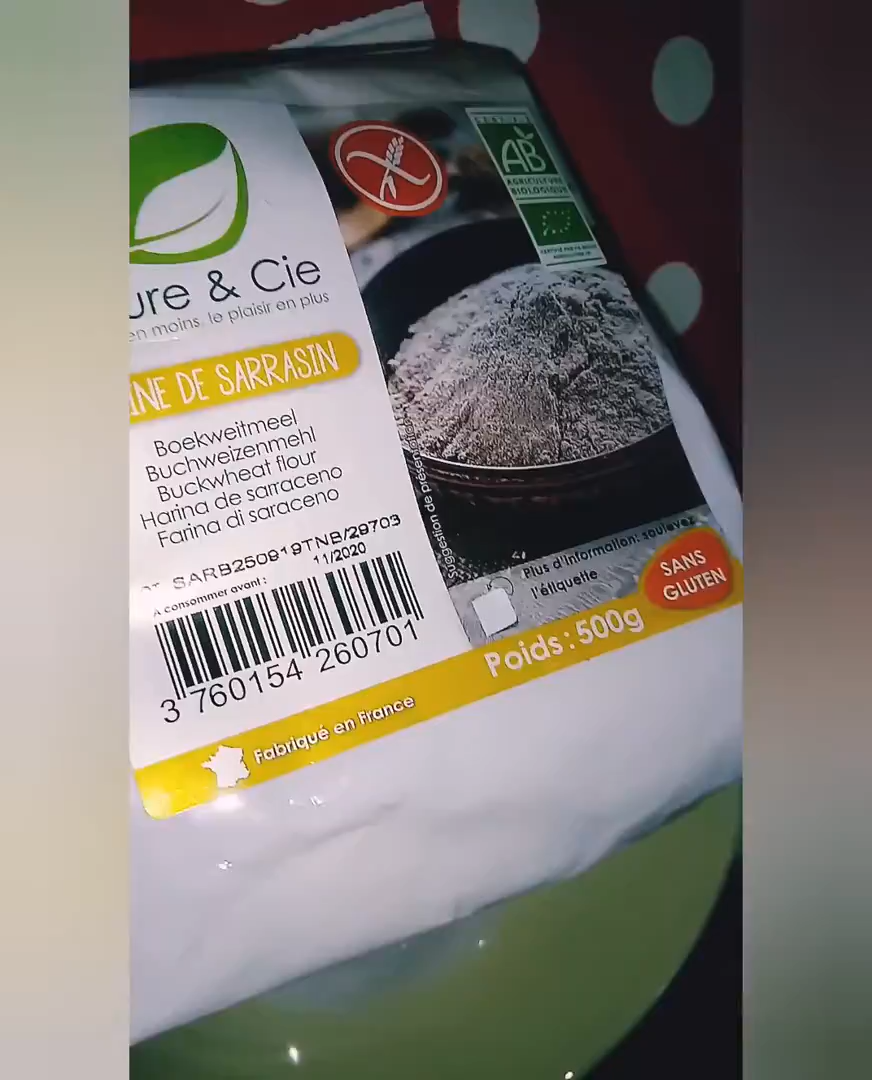 ure & Cie
en moins, le plaisir en plus
INE DE SARRASIN
Boekweitmeel
Buchweizenmehl
Buckwheat flour
Harina de sarraceno
Farina di saraceno
SARB250919TNB/29703
A consommer avant : 11/2020
3 760154 260701
Fabriqué en France
AB
AGRICULTURE
BIOLOGIQUE
Suggestion de présen
Plus d'information: soulevez
l'étiquette
SANS
GLUTEN
Poids : 500g